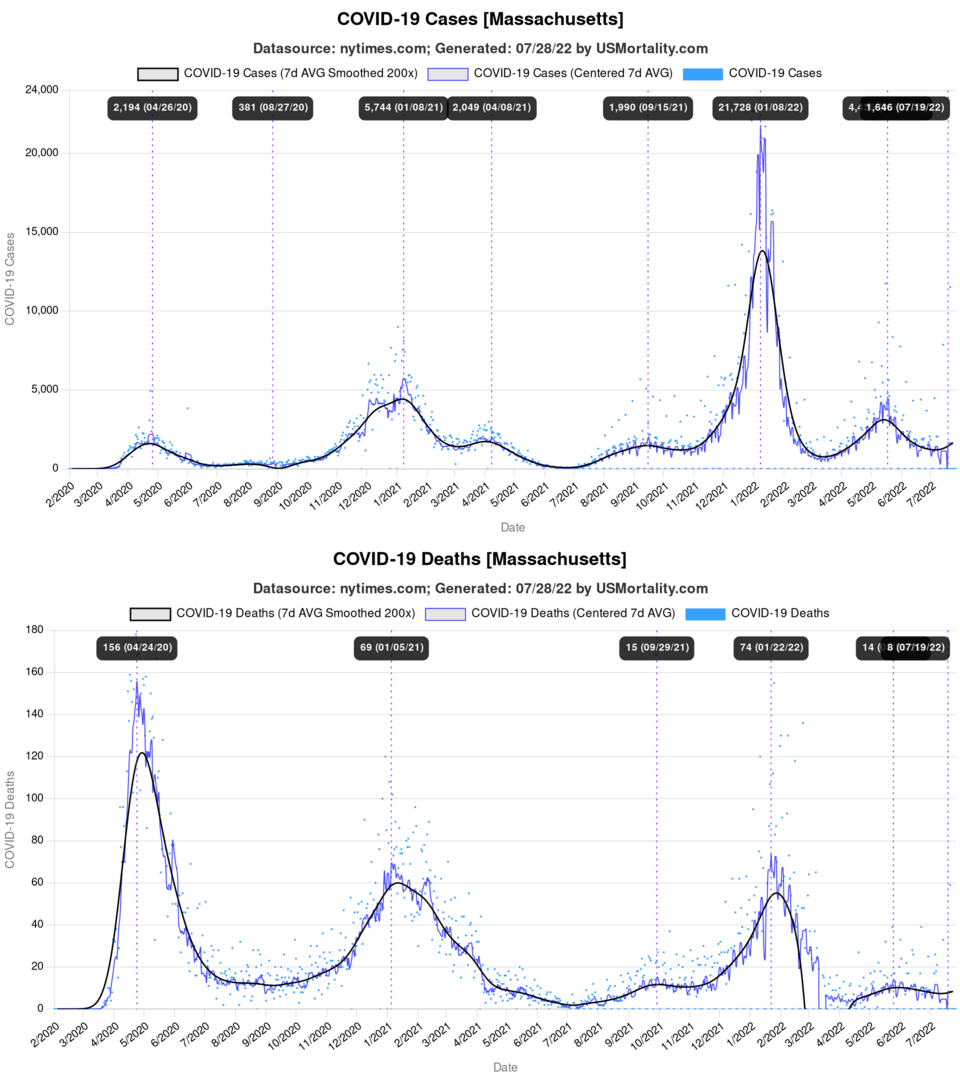 COVID-19 Cases [Massachusetts]
Datasource: nytimes.com; Generated: 07/28/22 by USMortality.com
COVID-19 Cases (7d AVG Smoothed 200x) COVID-19 Cases (Centered 7d AVG) COVID-19 Cases
24,000
2,194 (04/26/20) 381 (08/27/20) 5,744 (01/08/21) 2,049 (04/08/21) 1,990 (09/15/21) 21,728 (01/08/22) 4,4 1,646 (07/19/22)
20,000
15,000
COVID-19 Cases
10,000
5,000
0
2/2020 3/2020 4/2020 5/2020 6/2020 7/2020 8/2020 9/2020 10/2020 11/2020 12/2020 1/2021 2/2021 3/2021 4/2021 5/2021 6/2021 7/2021 8/2021 9/2021 10/2021 11/2021 12/2021 1/2022 2/2022 3/2022 4/2022 5/2022 6/2022 7/2022
Date
COVID-19 Deaths [Massachusetts]
Datasource: nytimes.com; Generated: 07/28/22 by USMortality.com
COVID-19 Deaths (7d AVG Smoothed 200x) COVID-19 Deaths (Centered 7d AVG) COVID-19 Deaths
180
156 (04/24/20) 69 (01/05/21) 15 (09/29/21) 74 (01/22/22) 14 ( 8 (07/19/22)
160
140
120
100
COVID-19 Deaths
80
60
40
20
0
2/2020 3/2020 4/2020 5/2020 6/2020 7/2020 8/2020 9/2020 10/2020 11/2020 12/2020 1/2021 2/2021 3/2021 4/2021 5/2021 6/2021 7/2021 8/2021 9/2021 10/2021 11/2021 12/2021 1/2022 2/2022 3/2022 4/2022 5/2022 6/2022 7/2022
Date